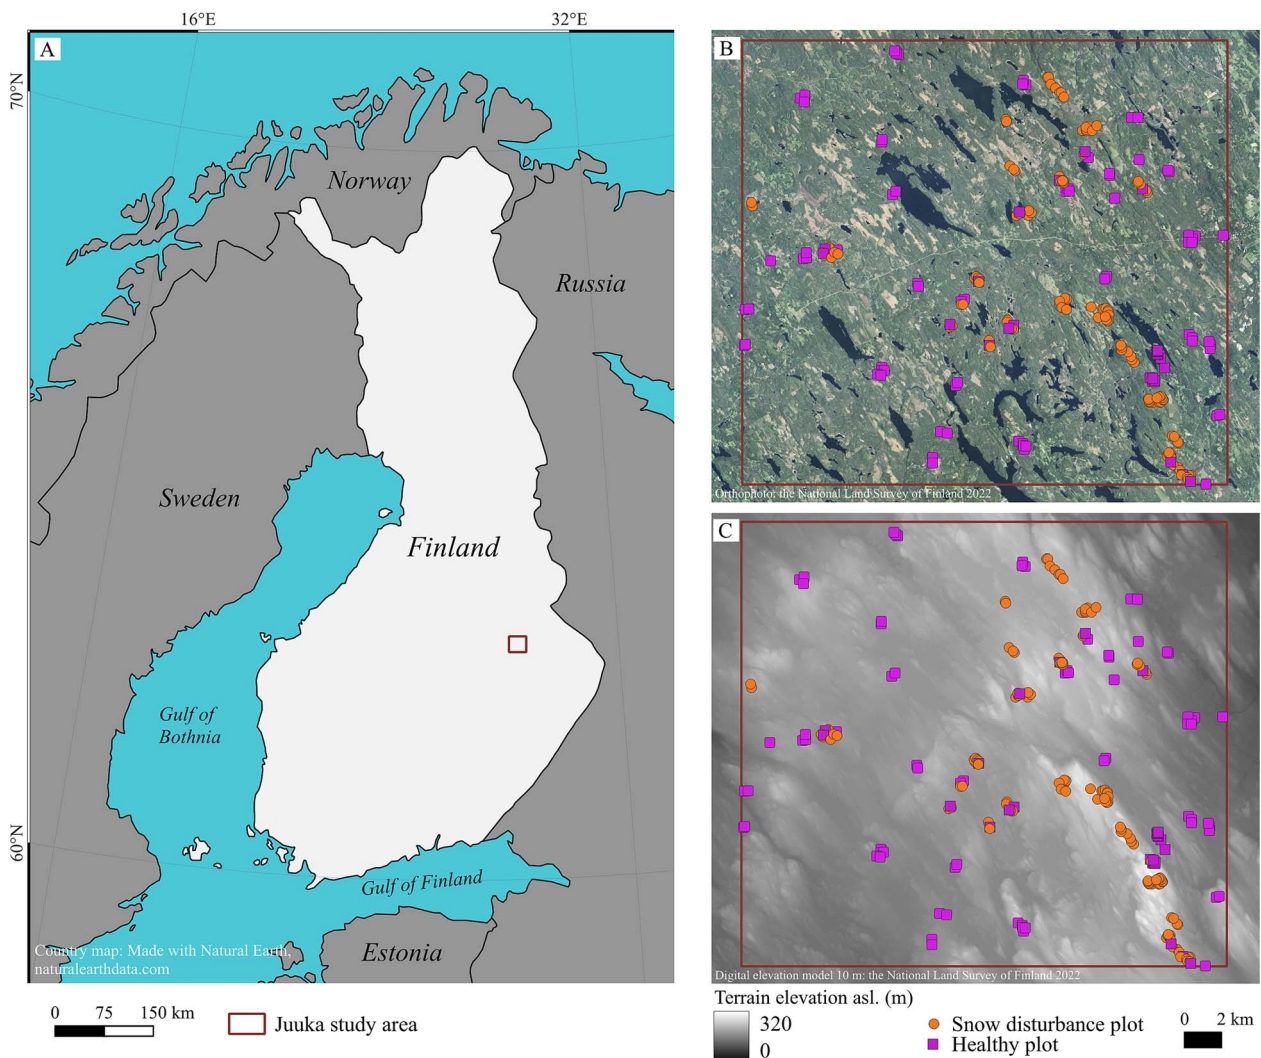 16°E
32°E
A
70°N
60°N
Norway
Russia
Sweden
Finland
Gulf of
Bothnia
Gulf of Finland
Estonia
Country map: Made with Natural Earth,
naturalearthdata.com
0 75 150 km
Juuka study area
B
Orthophoto: the National Land Survey of Finland 2022
C
Digital elevation model 10 m: the National Land Survey of Finland 2022
Terrain elevation asl. (m)
320
0
Snow disturbance plot
Healthy plot
0 2 km